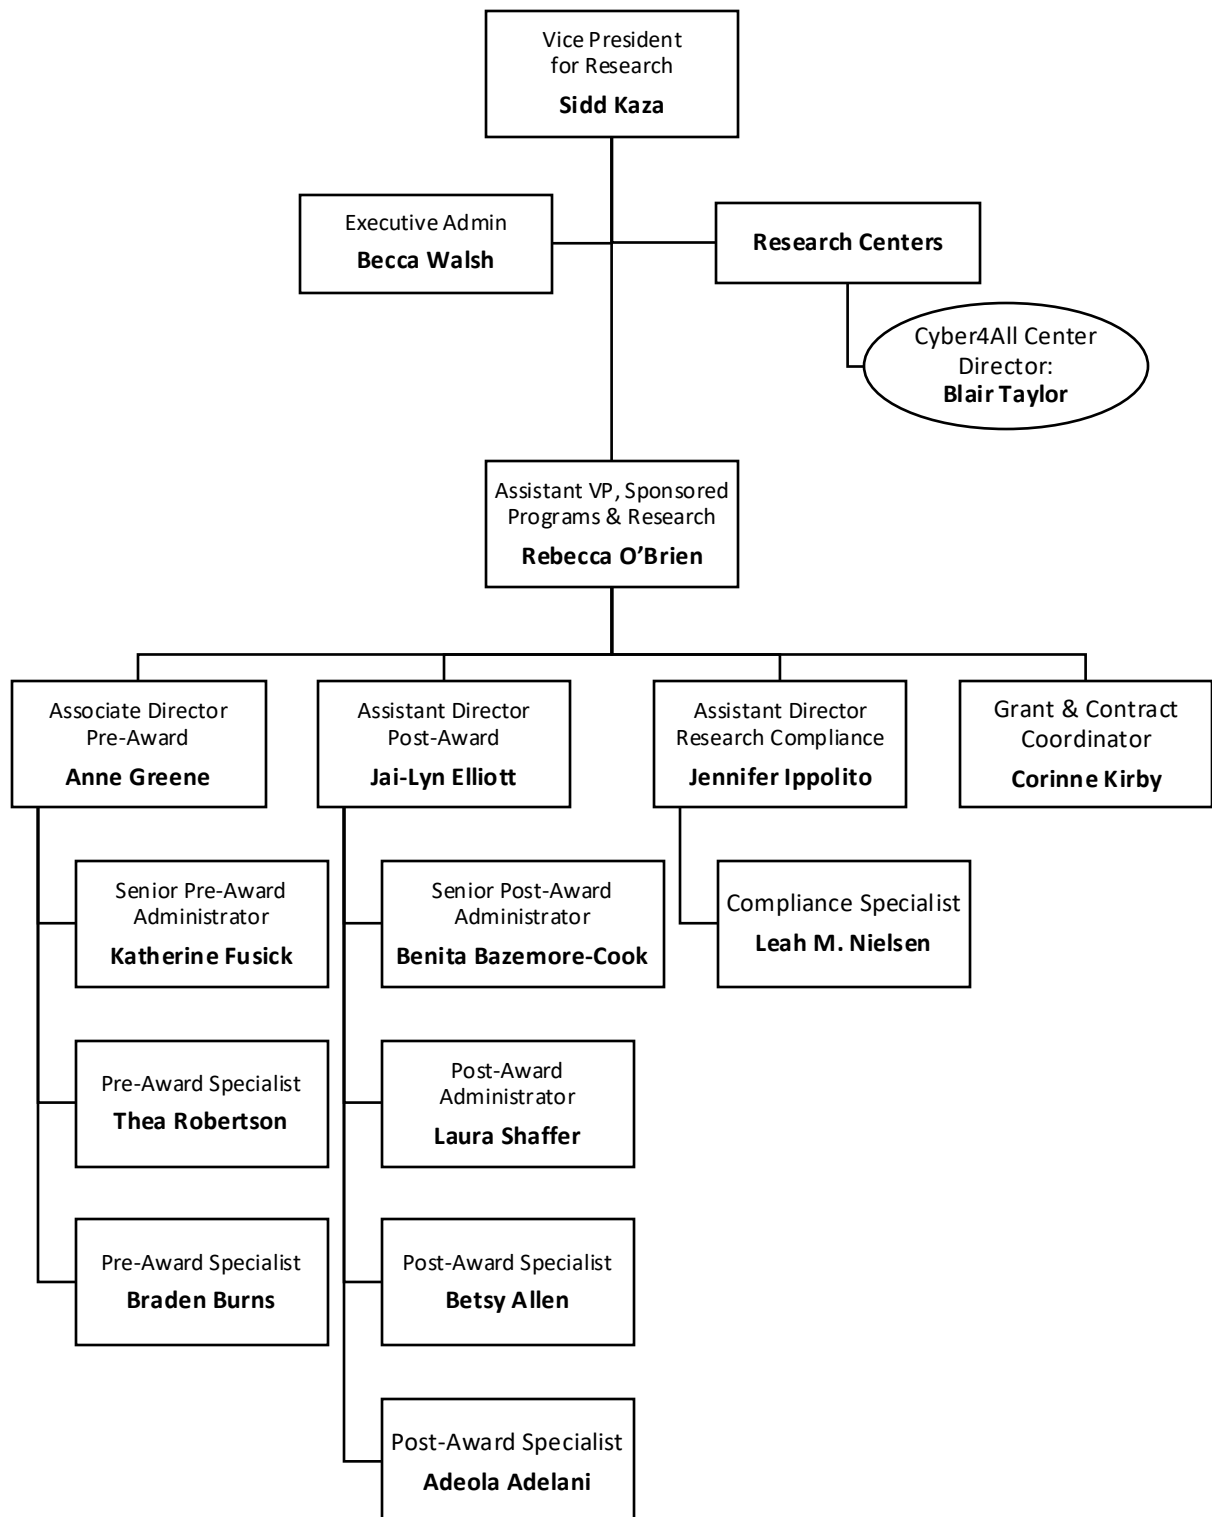 Vice President
for Research
Sidd Kaza
Executive Admin
Becca Walsh
Research Centers
Cyber4All Center
Director:
Blair Taylor
Assistant VP, Sponsored
Programs & Research
Rebecca O’Brien
Associate Director
Pre-Award
Anne Greene
Assistant Director
Post-Award
Jai-Lyn Elliott
Assistant Director
Research Compliance
Jennifer Ippolito
Grant & Contract
Coordinator
Corinne Kirby
Senior Pre-Award
Administrator
Katherine Fusick
Senior Post-Award
Administrator
Benita Bazemore-Cook
Compliance Specialist
Leah M. Nielsen
Pre-Award Specialist
Thea Robertson
Post-Award
Administrator
Laura Shaffer
Pre-Award Specialist
Braden Burns
Post-Award Specialist
Betsy Allen
Post-Award Specialist
Adeola Adelani